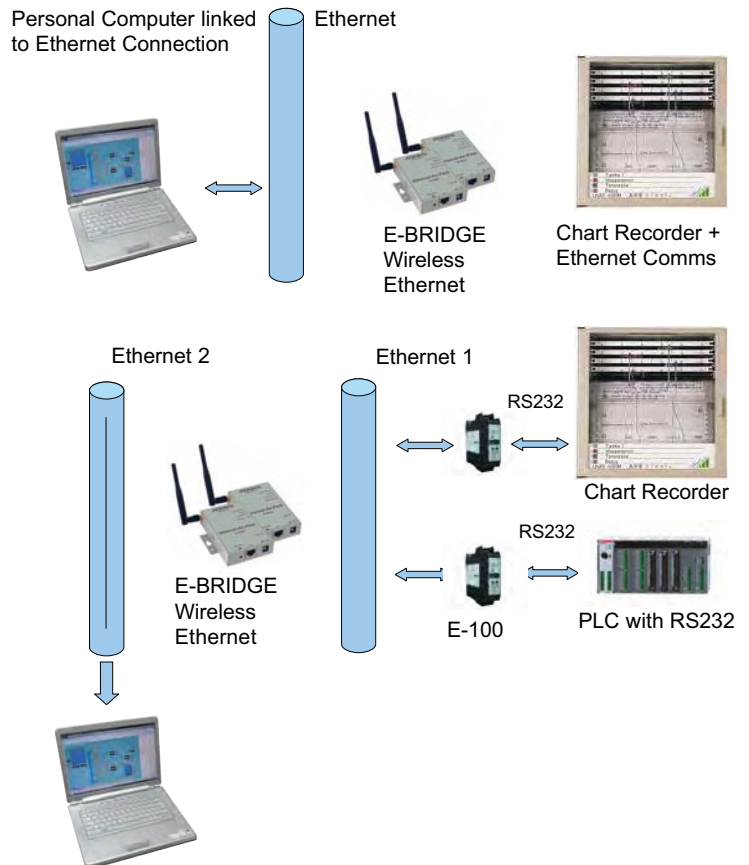 Personal Computer linked
to Ethernet Connection
Ethernet
E-BRIDGE
Wireless
Ethernet
Chart Recorder +
Ethernet Comms
Ethernet 2
Ethernet 1
RS232
Chart Recorder
E-BRIDGE
Wireless
Ethernet
RS232
E-100
PLC with RS232